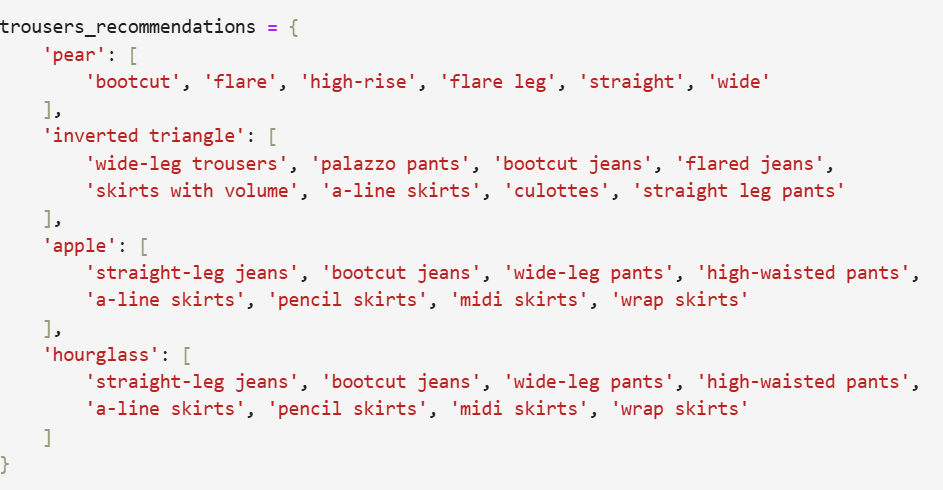 trousers_recommendations = {
    'pear': [
        'bootcut', 'flare', 'high-rise', 'flare leg', 'straight', 'wide'
    ],
    'inverted triangle': [
        'wide-leg trousers', 'palazzo pants', 'bootcut jeans', 'flared jeans',
        'skirts with volume', 'a-line skirts', 'culottes', 'straight leg pants'
    ],
    'apple': [
        'straight-leg jeans', 'bootcut jeans', 'wide-leg pants', 'high-waisted pants',
        'a-line skirts', 'pencil skirts', 'midi skirts', 'wrap skirts'
    ],
    'hourglass': [
        'straight-leg jeans', 'bootcut jeans', 'wide-leg pants', 'high-waisted pants',
        'a-line skirts', 'pencil skirts', 'midi skirts', 'wrap skirts'
    ]
}